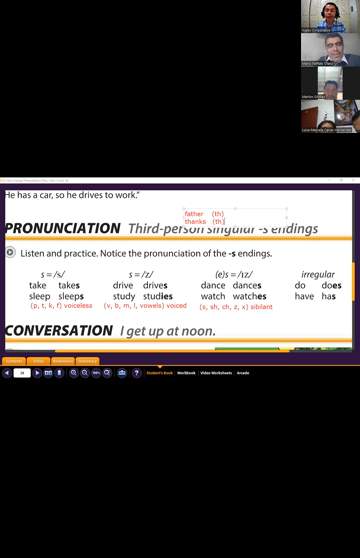 He has a car, so he drives to work."
father (th)
thanks (th)
PRONUNCIATION Third-person singular -s endings
Listen and practice. Notice the pronunciation of the -s endings.
s = /s/ s = /z/ (e)s = /ɪz/ irregular
take takes drive drives dance dances do does
sleep sleeps study studies watch watches have has
(p, t, k, f) voiceless (v, b, m, l, vowels) voiced (s, sh, ch, z, x) sibilant
CONVERSATION I get up at noon.
Student's Book Workbook Video Worksheets Arcade